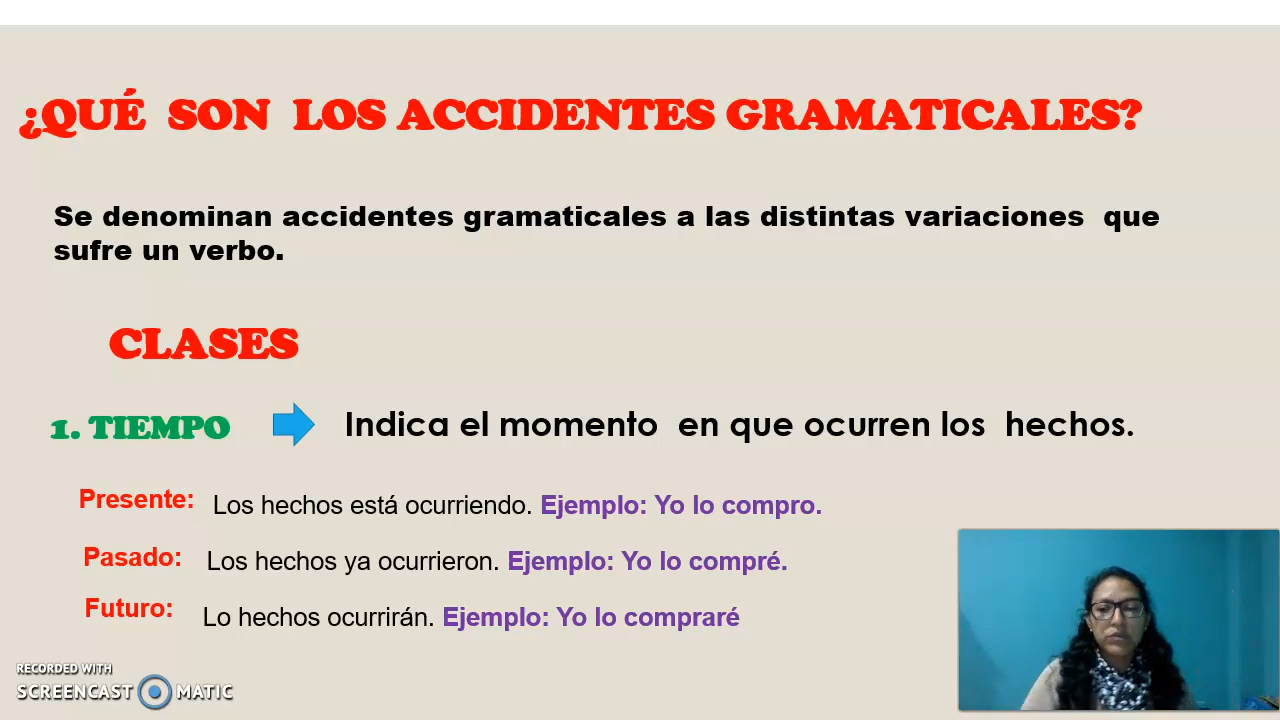 ¿QUÉ SON LOS ACCIDENTES GRAMATICALES?
Se denominan accidentes gramaticales a las distintas variaciones que
sufre un verbo.
CLASES
1. TIEMPO Indica el momento en que ocurren los hechos.
Presente: Los hechos está ocurriendo. Ejemplo: Yo lo compro.
Pasado: Los hechos ya ocurrieron. Ejemplo: Yo lo compré.
Futuro: Lo hechos ocurrirán. Ejemplo: Yo lo compraré
RECORDED WITH
SCREENCAST MATIC